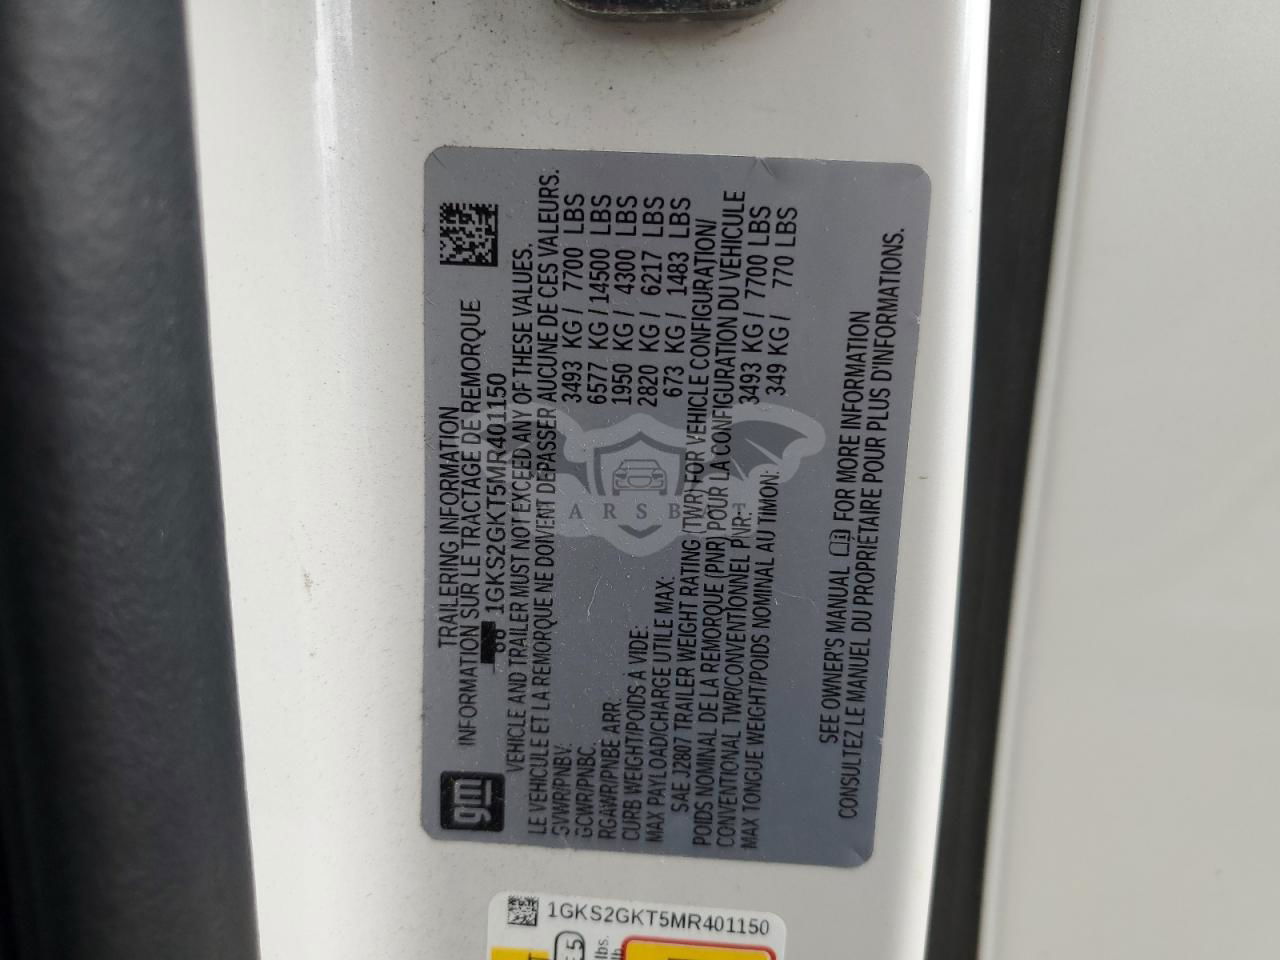 gm
TRAILERING INFORMATION
INFORMATION SUR LE TRACTAGE DE REMORQUE
1GKS2GKT5MR401150
VEHICLE AND TRAILER MUST NOT EXCEED ANY OF THESE VALUES.
LE VEHICULE ET LA REMORQUE NE DOIVENT DEPASSER AUCUNE DE CES VALEURS.
GVWR/PNBV: 3493 KG / 7700 LBS
GCWR/PNBC: 6577 KG / 14500 LBS
RGAWR/PNBE ARR: 1950 KG / 4300 LBS
CURB WEIGHT/POIDS A VIDE: 2820 KG / 6217 LBS
MAX PAYLOAD/CHARGE UTILE MAX: 673 KG / 1483 LBS
SAE J2807 TRAILER WEIGHT RATING (TWR) FOR VEHICLE CONFIGURATION/
POIDS NOMINAL DE LA REMORQUE (PNR) POUR LA CONFIGURATION DU VEHICULE
CONVENTIONAL TWR/CONVENTIONNEL PNR: 3493 KG / 7700 LBS
MAX TONGUE WEIGHT/POIDS NOMINAL AU TIMON: 349 KG / 770 LBS
SEE OWNER'S MANUAL FOR MORE INFORMATION
CONSULTEZ LE MANUEL DU PROPRIÉTAIRE POUR PLUS D'INFORMATIONS.
1GKS2GKT5MR401150
5
lbs.